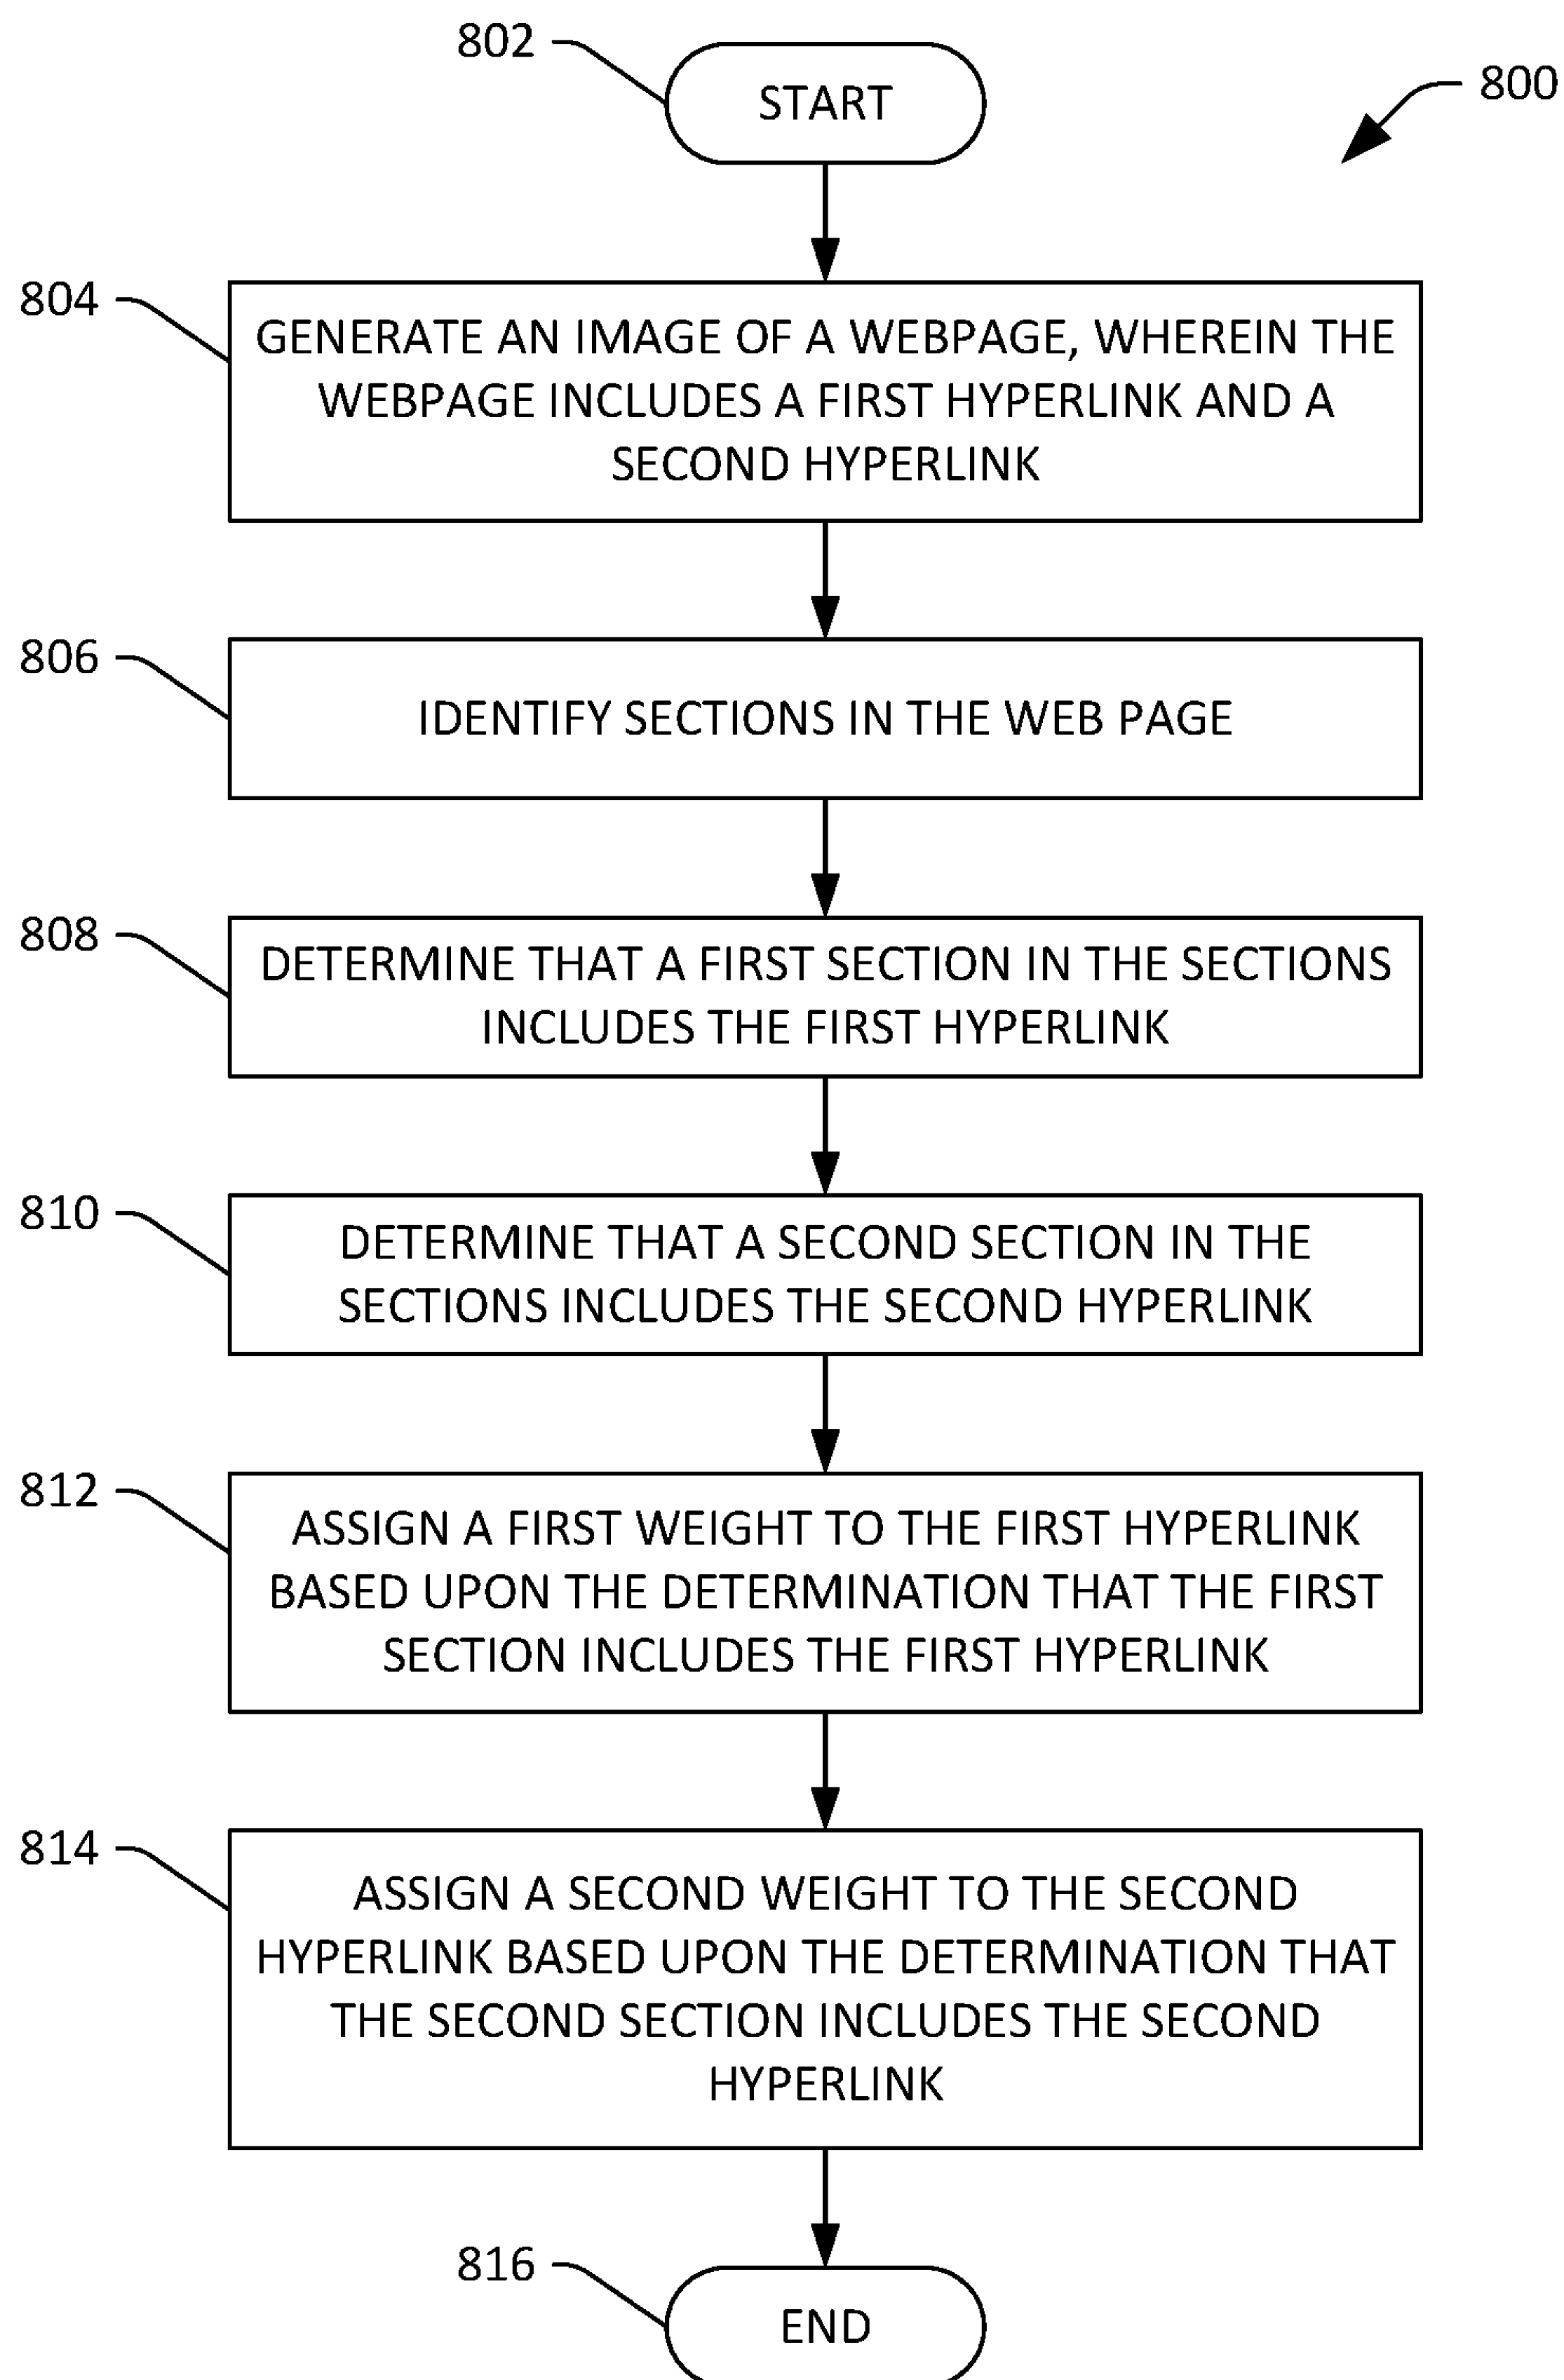 802
START
800
804
GENERATE AN IMAGE OF A WEBPAGE, WHEREIN THE
WEBPAGE INCLUDES A FIRST HYPERLINK AND A
SECOND HYPERLINK
806
IDENTIFY SECTIONS IN THE WEB PAGE
808
DETERMINE THAT A FIRST SECTION IN THE SECTIONS
INCLUDES THE FIRST HYPERLINK
810
DETERMINE THAT A SECOND SECTION IN THE
SECTIONS INCLUDES THE SECOND HYPERLINK
812
ASSIGN A FIRST WEIGHT TO THE FIRST HYPERLINK
BASED UPON THE DETERMINATION THAT THE FIRST
SECTION INCLUDES THE FIRST HYPERLINK
814
ASSIGN A SECOND WEIGHT TO THE SECOND
HYPERLINK BASED UPON THE DETERMINATION THAT
THE SECOND SECTION INCLUDES THE SECOND
HYPERLINK
816
END